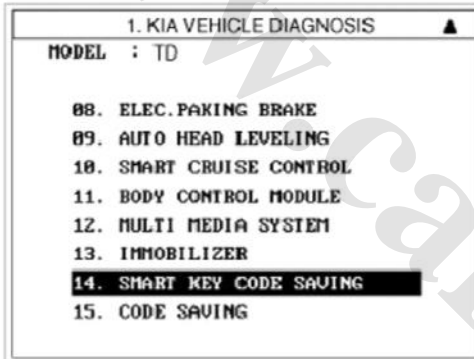 1. KIA VEHICLE DIAGNOSIS ▲
MODEL : TD
08. ELEC.PAKING BRAKE
09. AUTO HEAD LEVELING
10. SMART CRUISE CONTROL
11. BODY CONTROL MODULE
12. MULTI MEDIA SYSTEM
13. IMMOBILIZER
14. SMART KEY CODE SAVING
15. CODE SAVING